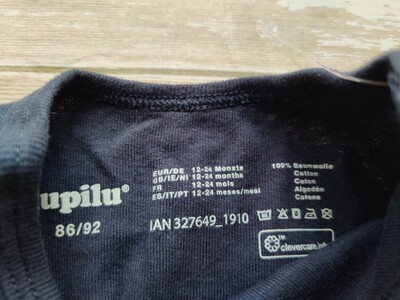 upilu®
86/92
EUR/DE 12-24 Monate
GB/IE/NI 12-24 months
FR 12-24 mois
ES/IT/PT 12-24 meses/mesi
100% Baumwolle
Cotton
Coton
Algodón
Cotone
IAN 327649_1910
TM
clevercare.info